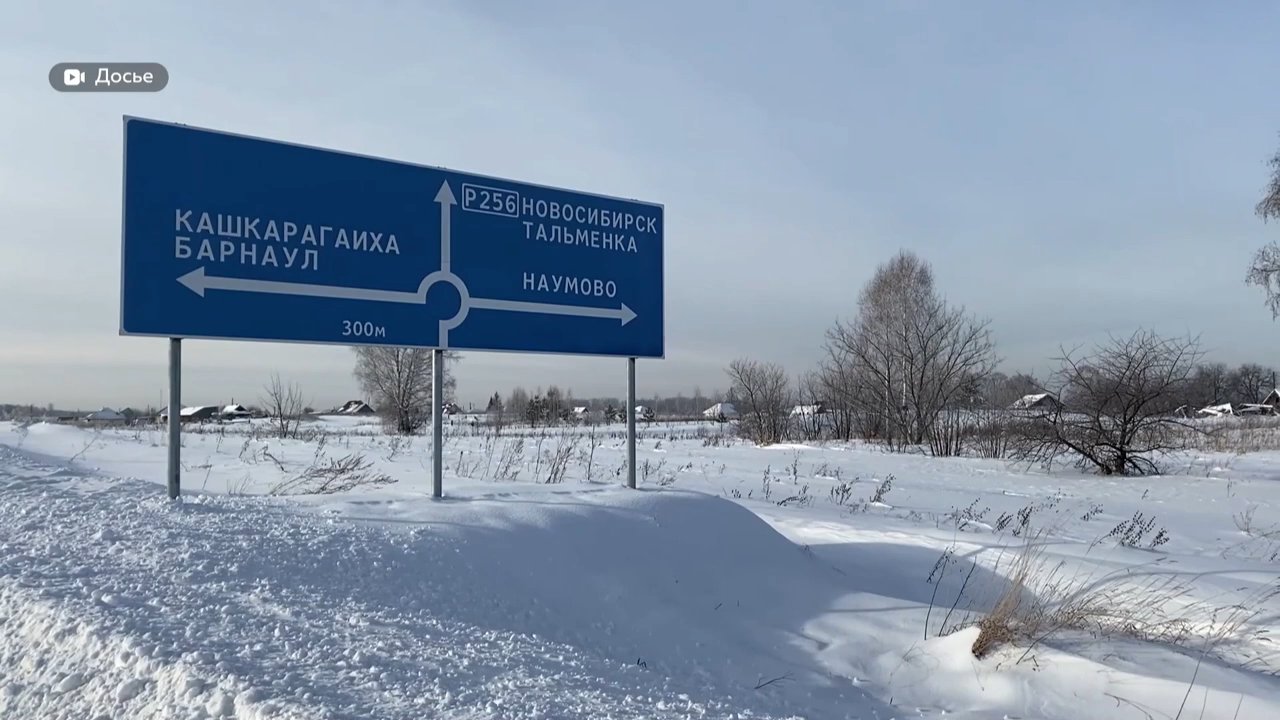 Досье
КАШКАРАГАИХА
БАРНАУЛ
Р256 НОВОСИБИРСК
ТАЛЬМЕНКА
НАУМОВО
300м